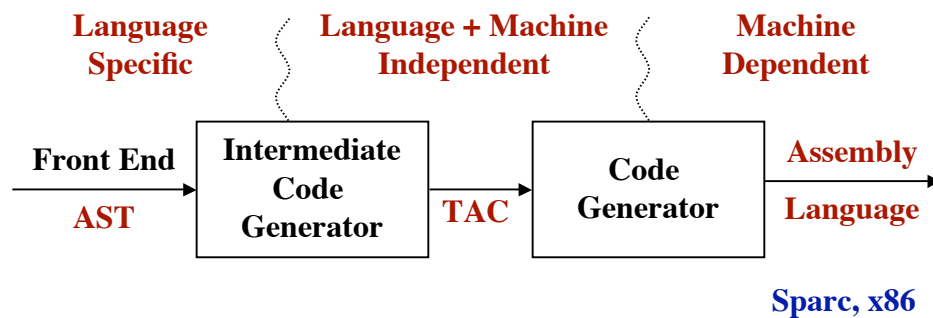 Language
Specific
Language + Machine
Independent
Machine
Dependent
Front End
AST
Intermediate
Code
Generator
TAC
Code
Generator
Assembly
Language
Sparc, x86